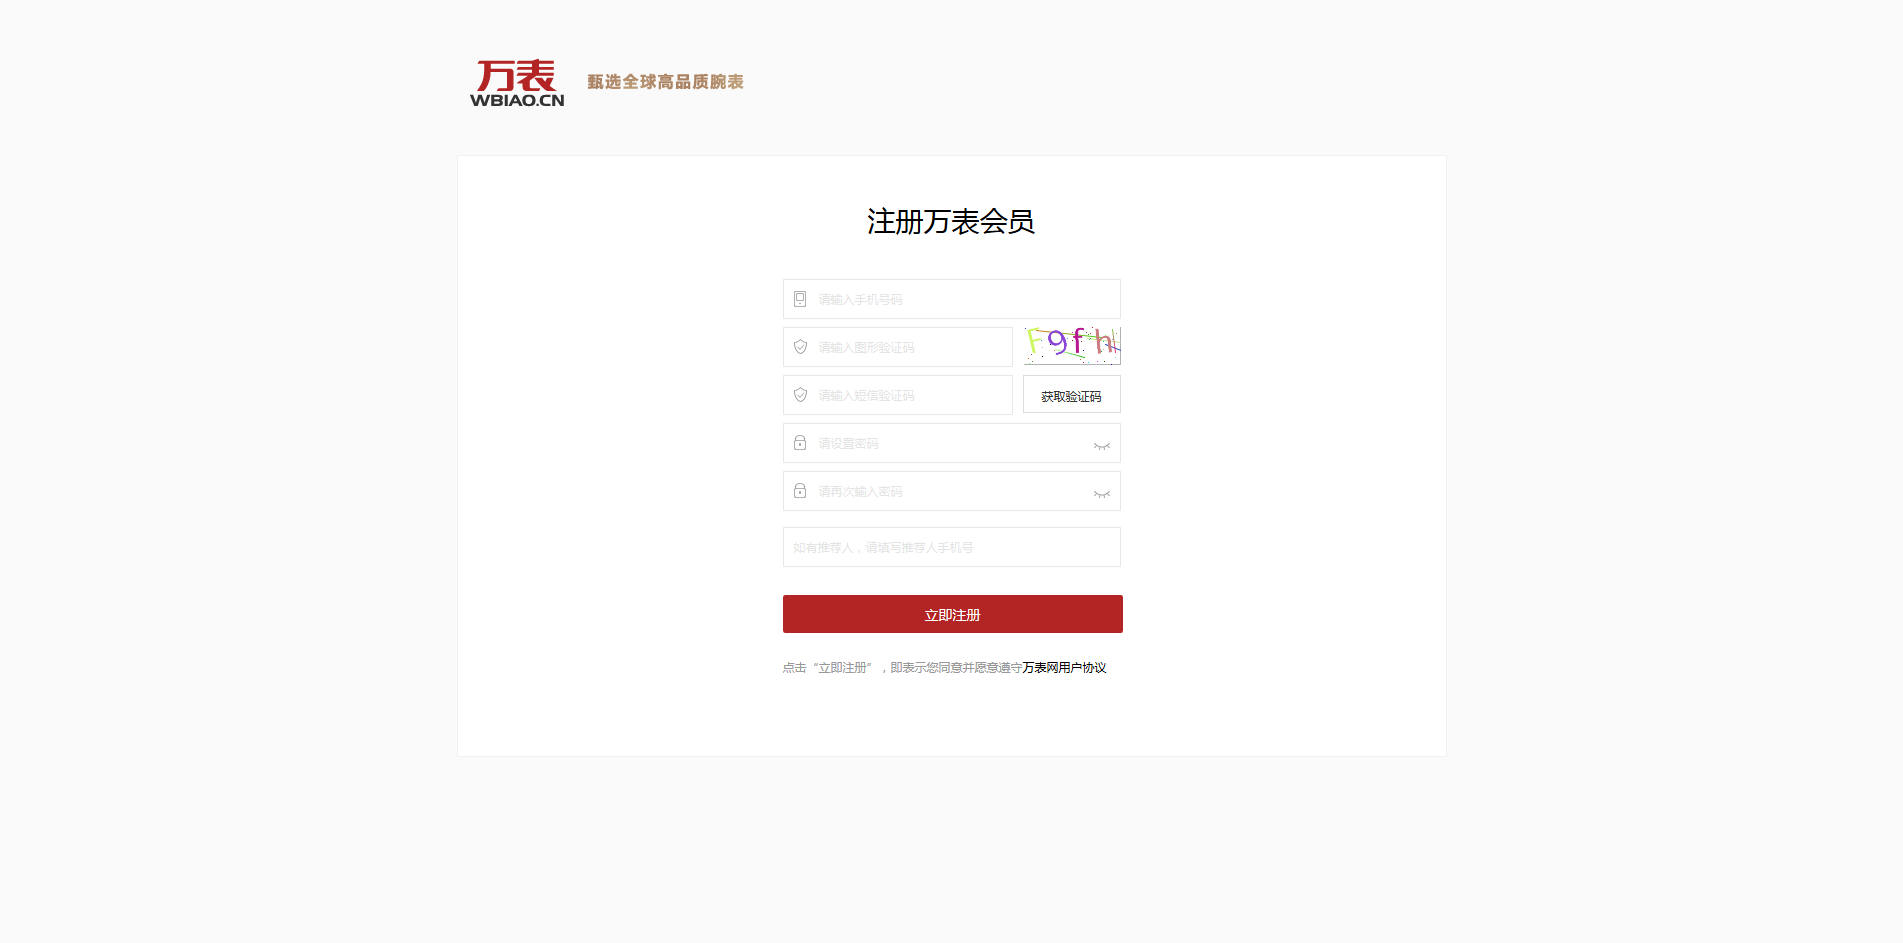 万表
WBIAO.CN
甄选全球高品质腕表
注册万表会员
请输入手机号码
请输入图形验证码
F9fh
请输入短信验证码
获取验证码
请设置密码
请再次输入密码
如有推荐人，请填写推荐人手机号
立即注册
点击“立即注册”，即表示您同意并愿意遵守万表网用户协议